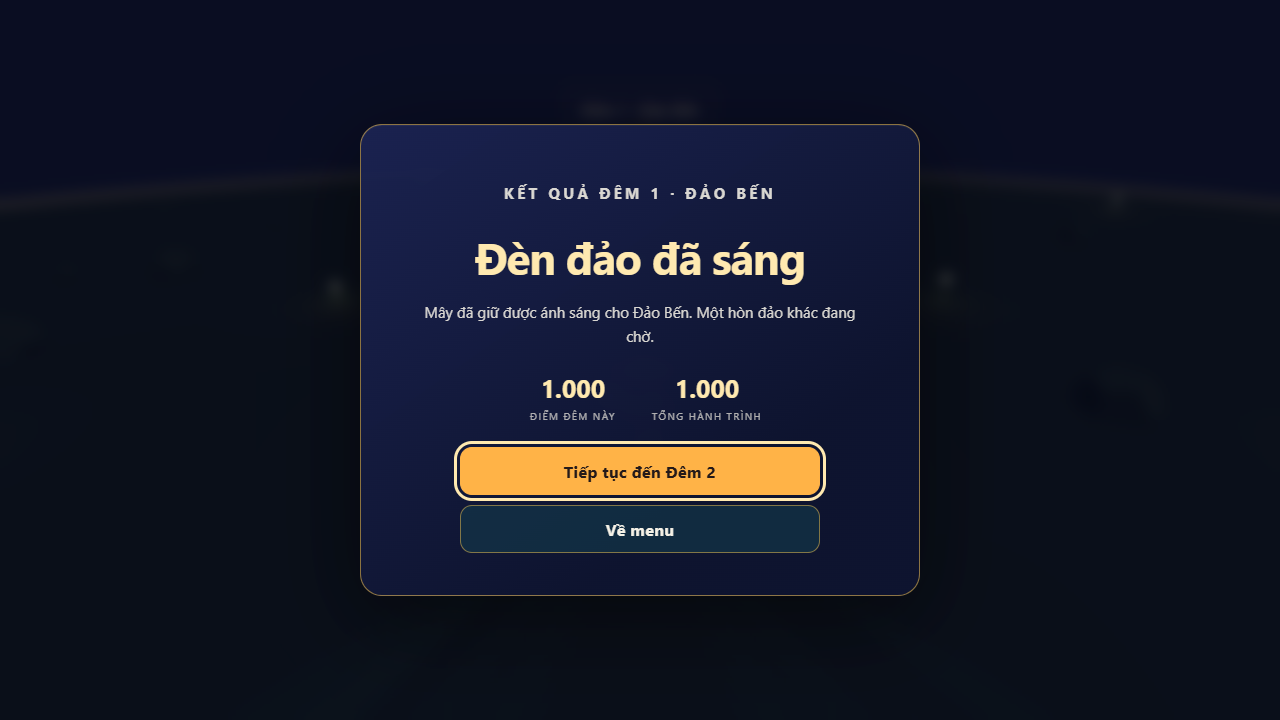 KẾT QUẢ ĐÊM 1 · ĐẢO BẾN
Đèn đảo đã sáng
Mây đã giữ được ánh sáng cho Đảo Bến. Một hòn đảo khác đang
chờ.
1.000 1.000
ĐIỂM ĐÊM NÀY TỔNG HÀNH TRÌNH
Tiếp tục đến Đêm 2
Về menu